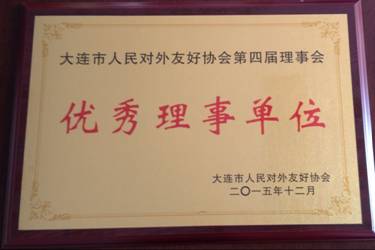 大连市人民对外友好协会第四届理事会
优秀理事单位
大连市人民对外友好协会
二〇一五年十二月